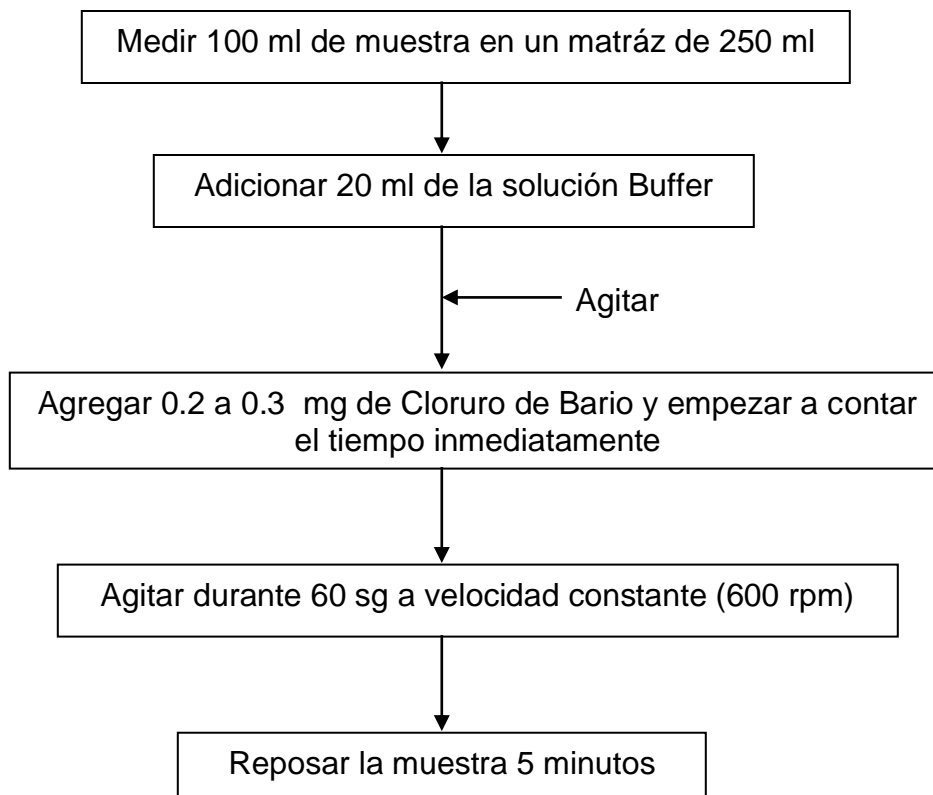 Medir 100 ml de muestra en un matráz de 250 ml
Adicionar 20 ml de la solución Buffer
Agitar
Agregar 0.2 a 0.3 mg de Cloruro de Bario y empezar a contar
el tiempo inmediatamente
Agitar durante 60 sg a velocidad constante (600 rpm)
Reposar la muestra 5 minutos